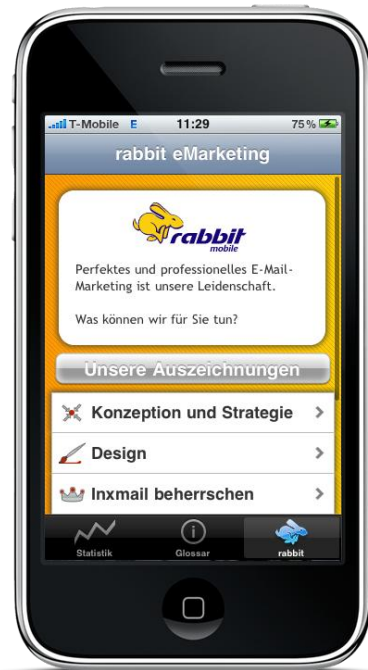 T-Mobile E 11:29 75%
rabbit eMarketing
rabbit
mobile
Perfektes und professionelles E-Mail-
Marketing ist unsere Leidenschaft.
Was können wir für Sie tun?
Unsere Auszeichnungen
Konzeption und Strategie
Design
Inxmail beherrschen
Statistik Glossar rabbit